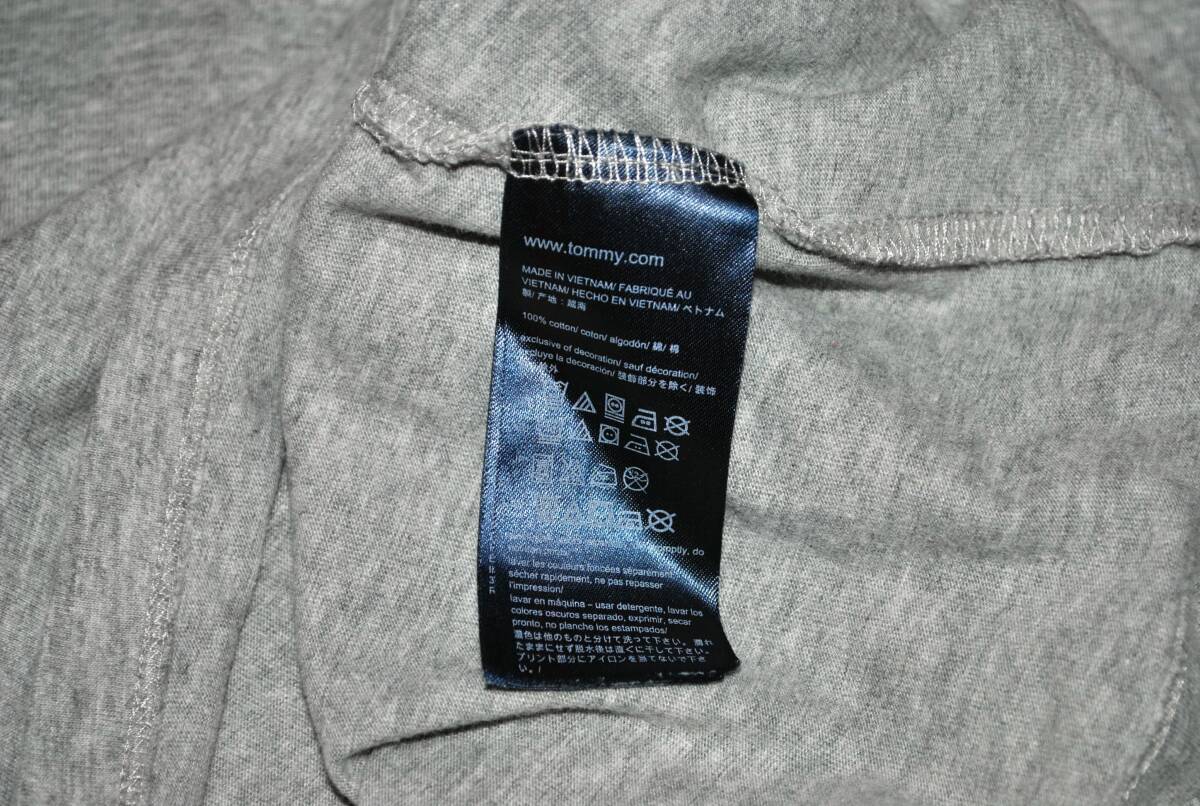 www.tommy.com
MADE IN VIETNAM/ FABRIQUÉ AU
VIETNAM/ HECHO EN VIETNAM/ ベトナム
製/ 产地：越南
100% cotton/ coton/ algodón/ 綿/ 棉
exclusive of decoration/ sauf décoration/
la decoración/ 装飾部分を除く/ 装饰
外
promptly, do
laver les couleurs foncées séparément
sécher rapidement, ne pas repasser
l'impression/
lavar en máquina – usar detergente, lavar los
colores oscuros separado, exprimir, secar
pronto, no planche los estampados/
濃色は他のものと分けて洗って下さい。濡れ
たままにせず脱水後は直ぐに干して下さい。
プリント部分にアイロンを当てないで下さ
い。/